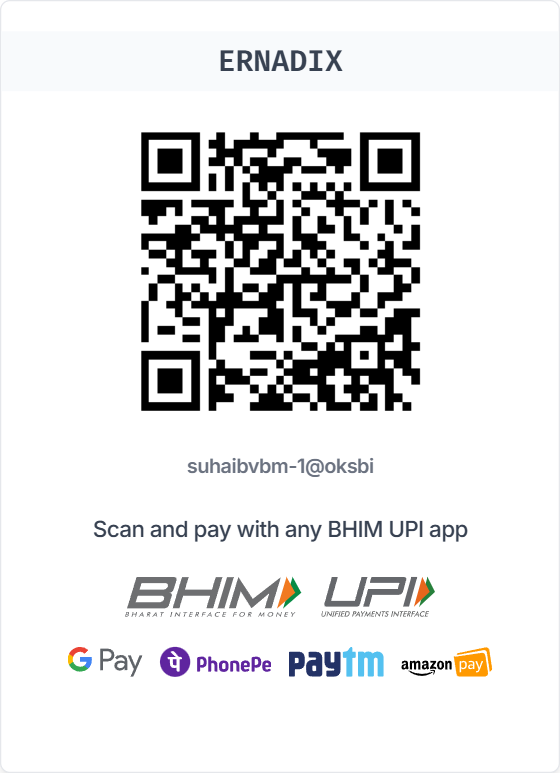 ERNADIX
suhaibvbm-1@oksbi
Scan and pay with any BHIM UPI app
BHIM UPI
BHARAT INTERFACE FOR MONEY UNIFIED PAYMENTS INTERFACE
G Pay पे PhonePe paytm amazon pay